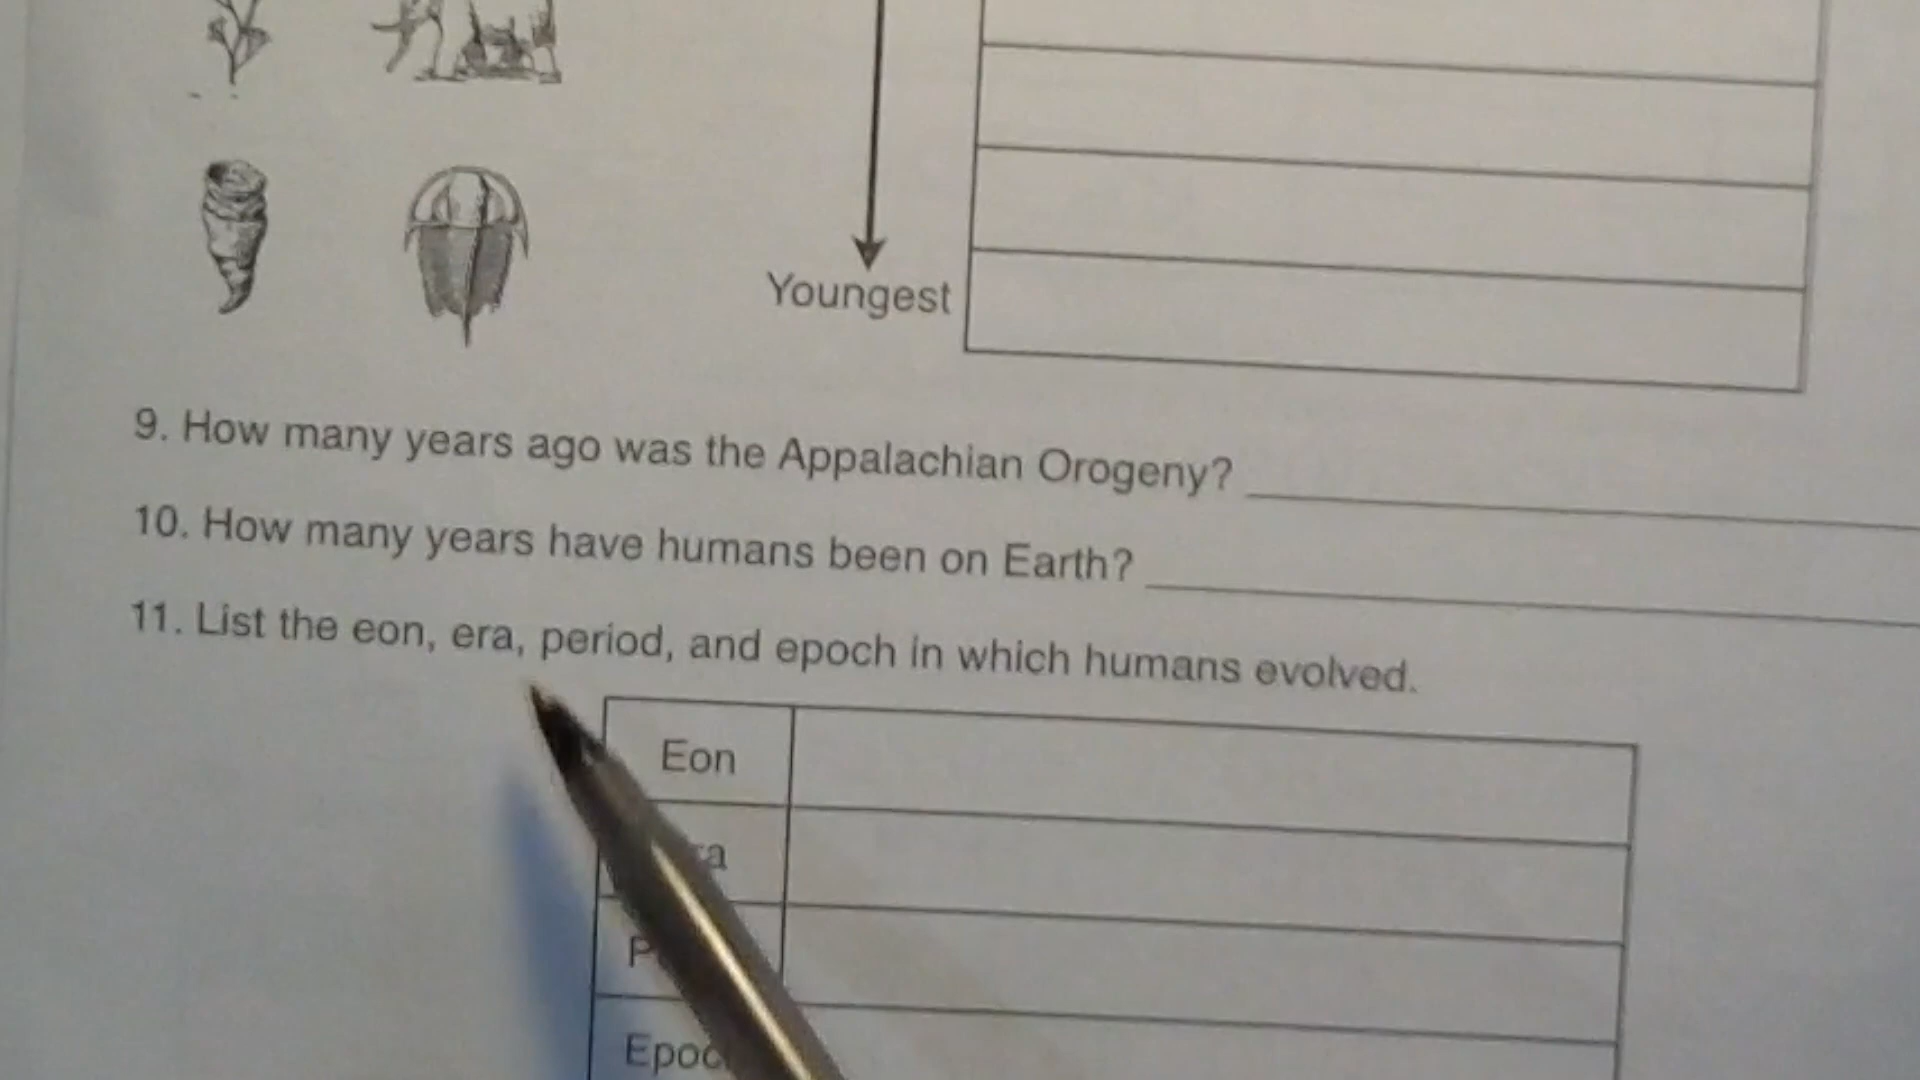 Youngest
9. How many years ago was the Appalachian Orogeny?
10. How many years have humans been on Earth?
11. List the eon, era, period, and epoch in which humans evolved.
Eon